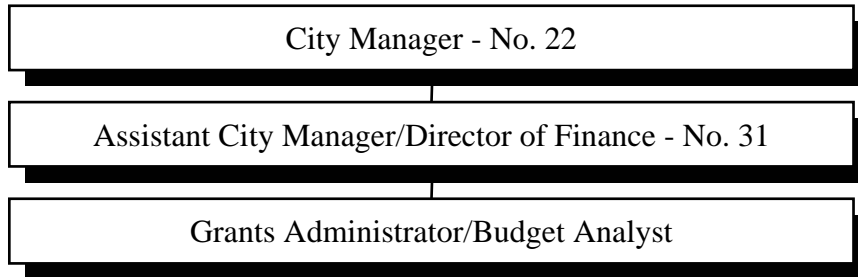 City Manager - No. 22
Assistant City Manager/Director of Finance - No. 31
Grants Administrator/Budget Analyst